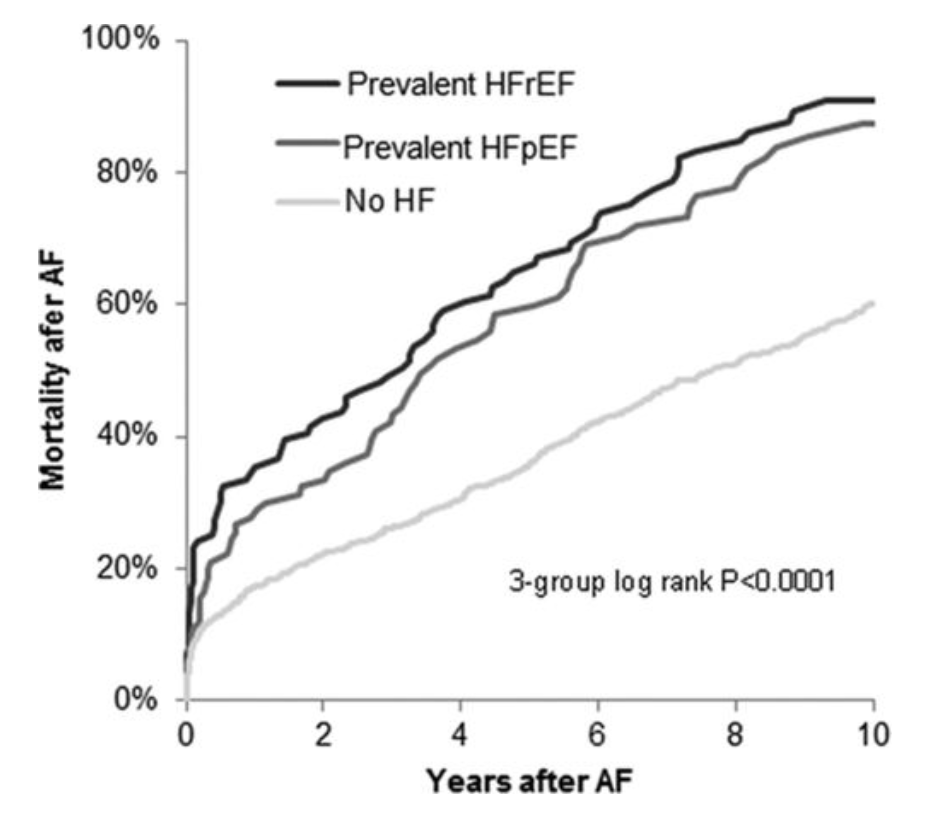 100%
80%
60%
40%
20%
0%
Mortality afer AF
Prevalent HFrEF
Prevalent HFpEF
No HF
3-group log rank P<0.0001
0 2 4 6 8 10
Years after AF